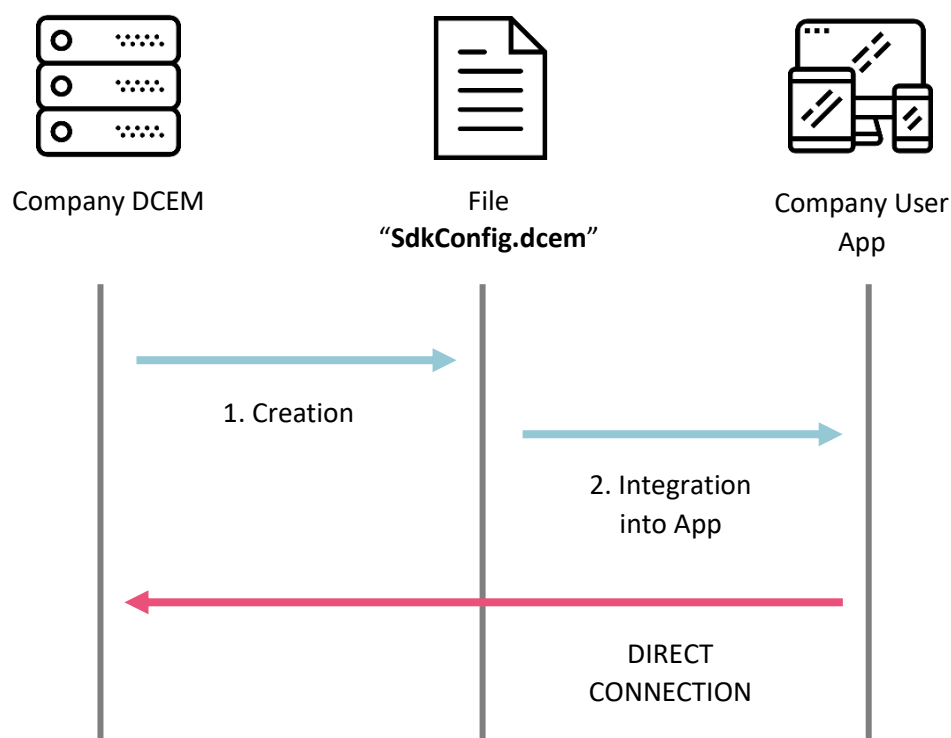 Company DCEM
File
“SdkConfig.dcem”
Company User
App
1. Creation
2. Integration
into App
DIRECT
CONNECTION